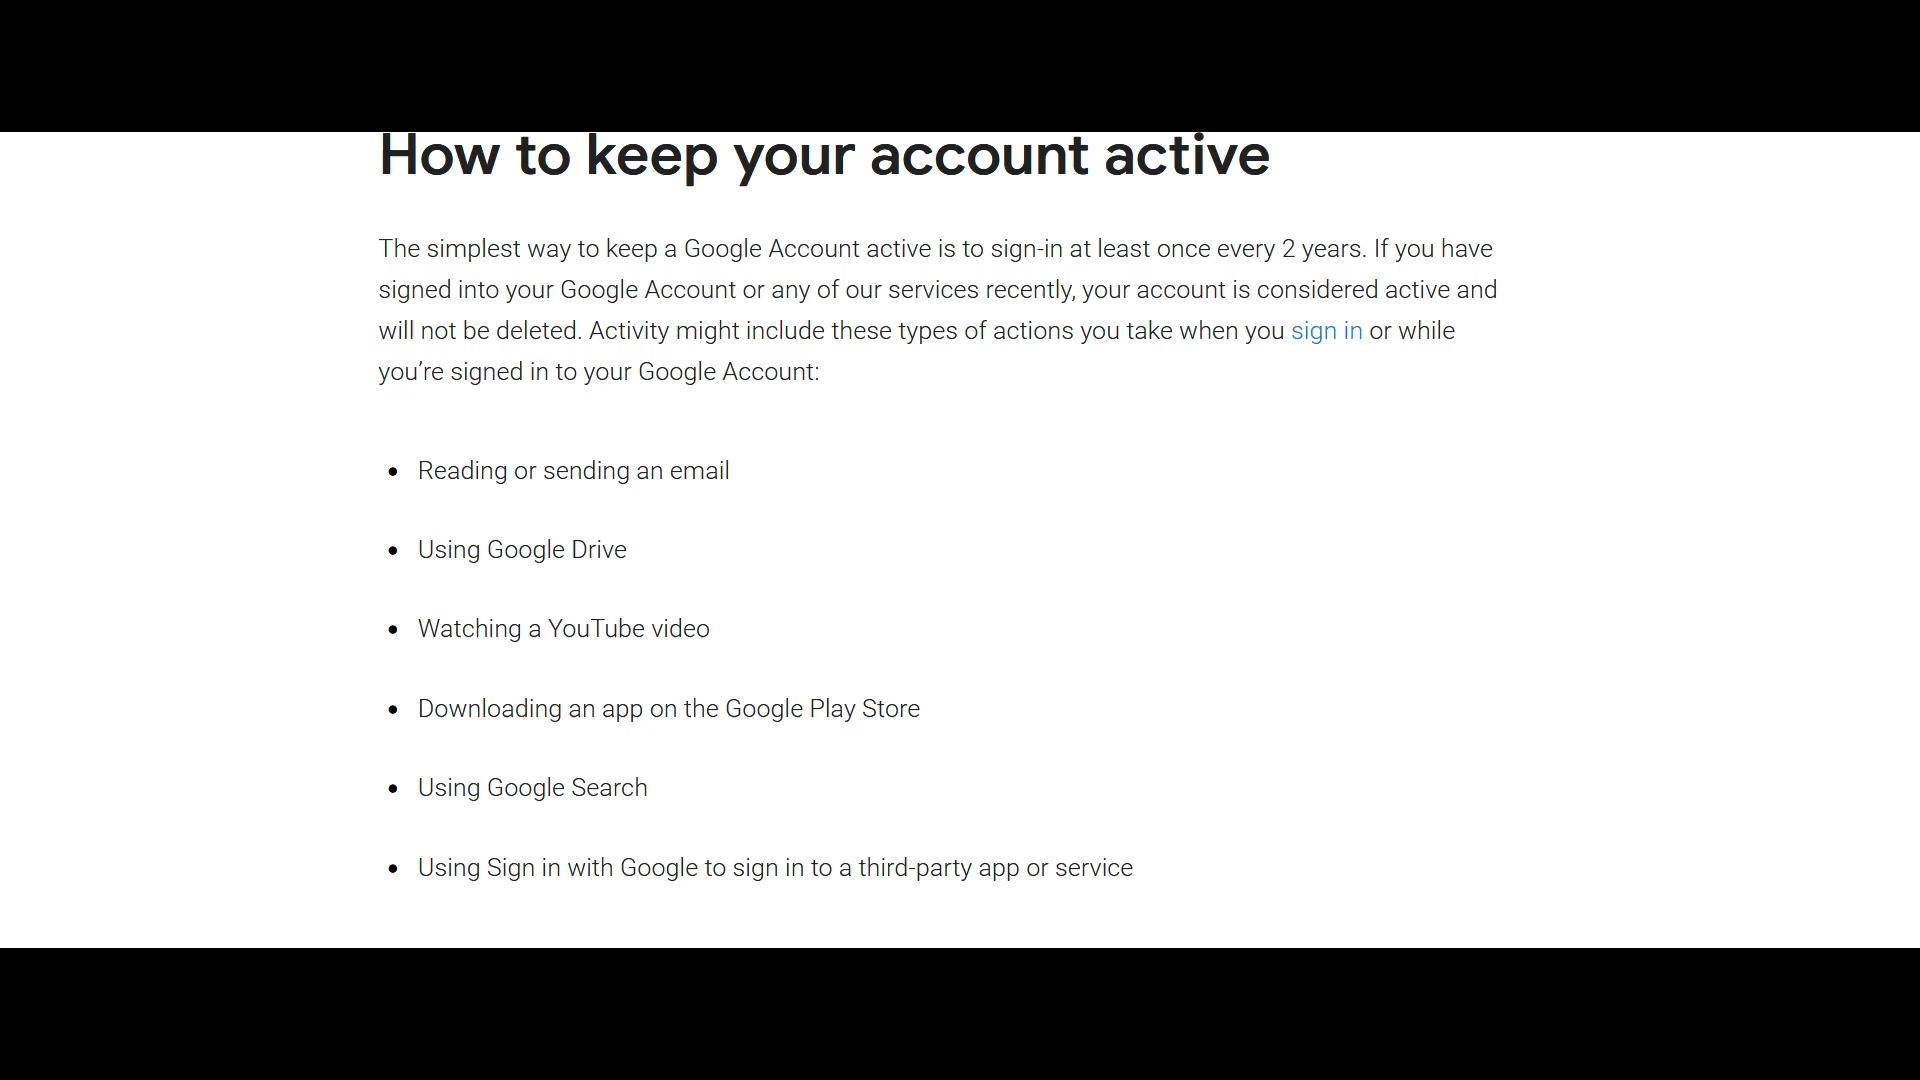 How to keep your account active
The simplest way to keep a Google Account active is to sign-in at least once every 2 years. If you have
signed into your Google Account or any of our services recently, your account is considered active and
will not be deleted. Activity might include these types of actions you take when you sign in or while
you’re signed in to your Google Account:
• Reading or sending an email
• Using Google Drive
• Watching a YouTube video
• Downloading an app on the Google Play Store
• Using Google Search
• Using Sign in with Google to sign in to a third-party app or service